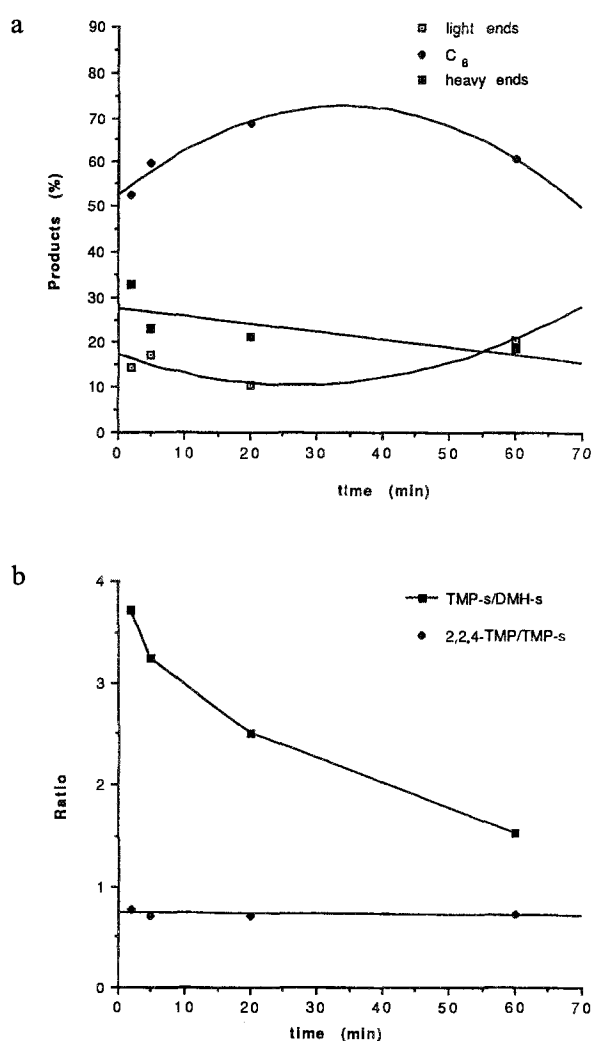 a
light ends
C8
heavy ends
90
80
70
60
50
40
30
20
10
0
Products (%)
0 10 20 30 40 50 60 70
time (min)
b
TMP-s/DMH-s
2,2,4-TMP/TMP-s
4
3
2
1
0
Ratio
0 10 20 30 40 50 60 70
time (min)